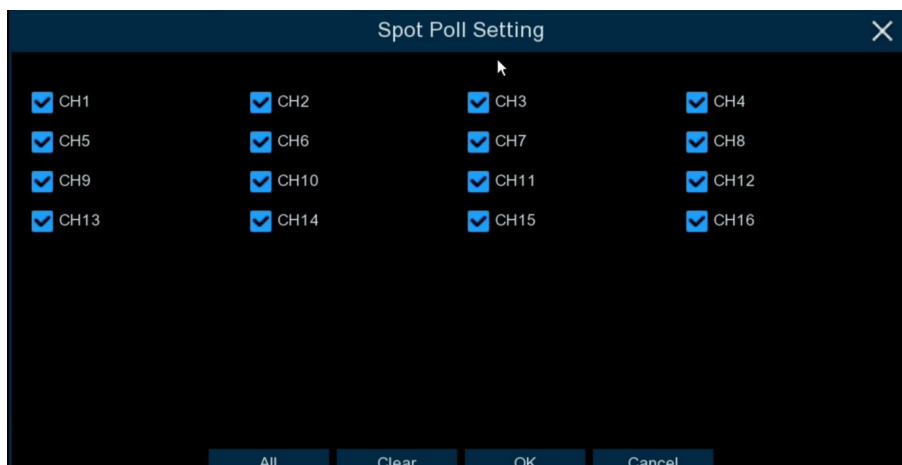 Spot Poll Setting
CH1 CH2 CH3 CH4
CH5 CH6 CH7 CH8
CH9 CH10 CH11 CH12
CH13 CH14 CH15 CH16
All Clear OK Cancel